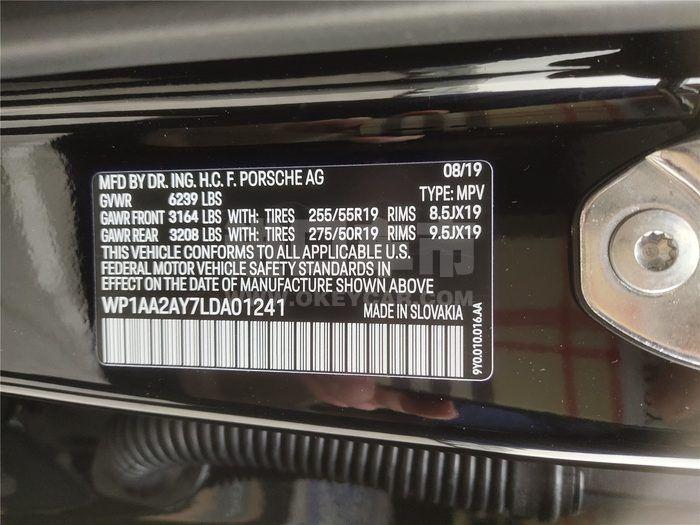 MFD BY DR. ING. H.C. F. PORSCHE AG 08/19
GVWR 6239 LBS TYPE: MPV
GAWR FRONT 3164 LBS WITH: TIRES 255/55R19 RIMS 8.5JX19
GAWR REAR 3208 LBS WITH: TIRES 275/50R19 RIMS 9.5JX19
THIS VEHICLE CONFORMS TO ALL APPLICABLE U.S.
FEDERAL MOTOR VEHICLE SAFETY STANDARDS IN
EFFECT ON THE DATE OF MANUFACTURE SHOWN ABOVE
WWW.OKEYCAR.COM
WP1AA2AY7LDA01241 MADE IN SLOVAKIA
9Y0.010.016.AA